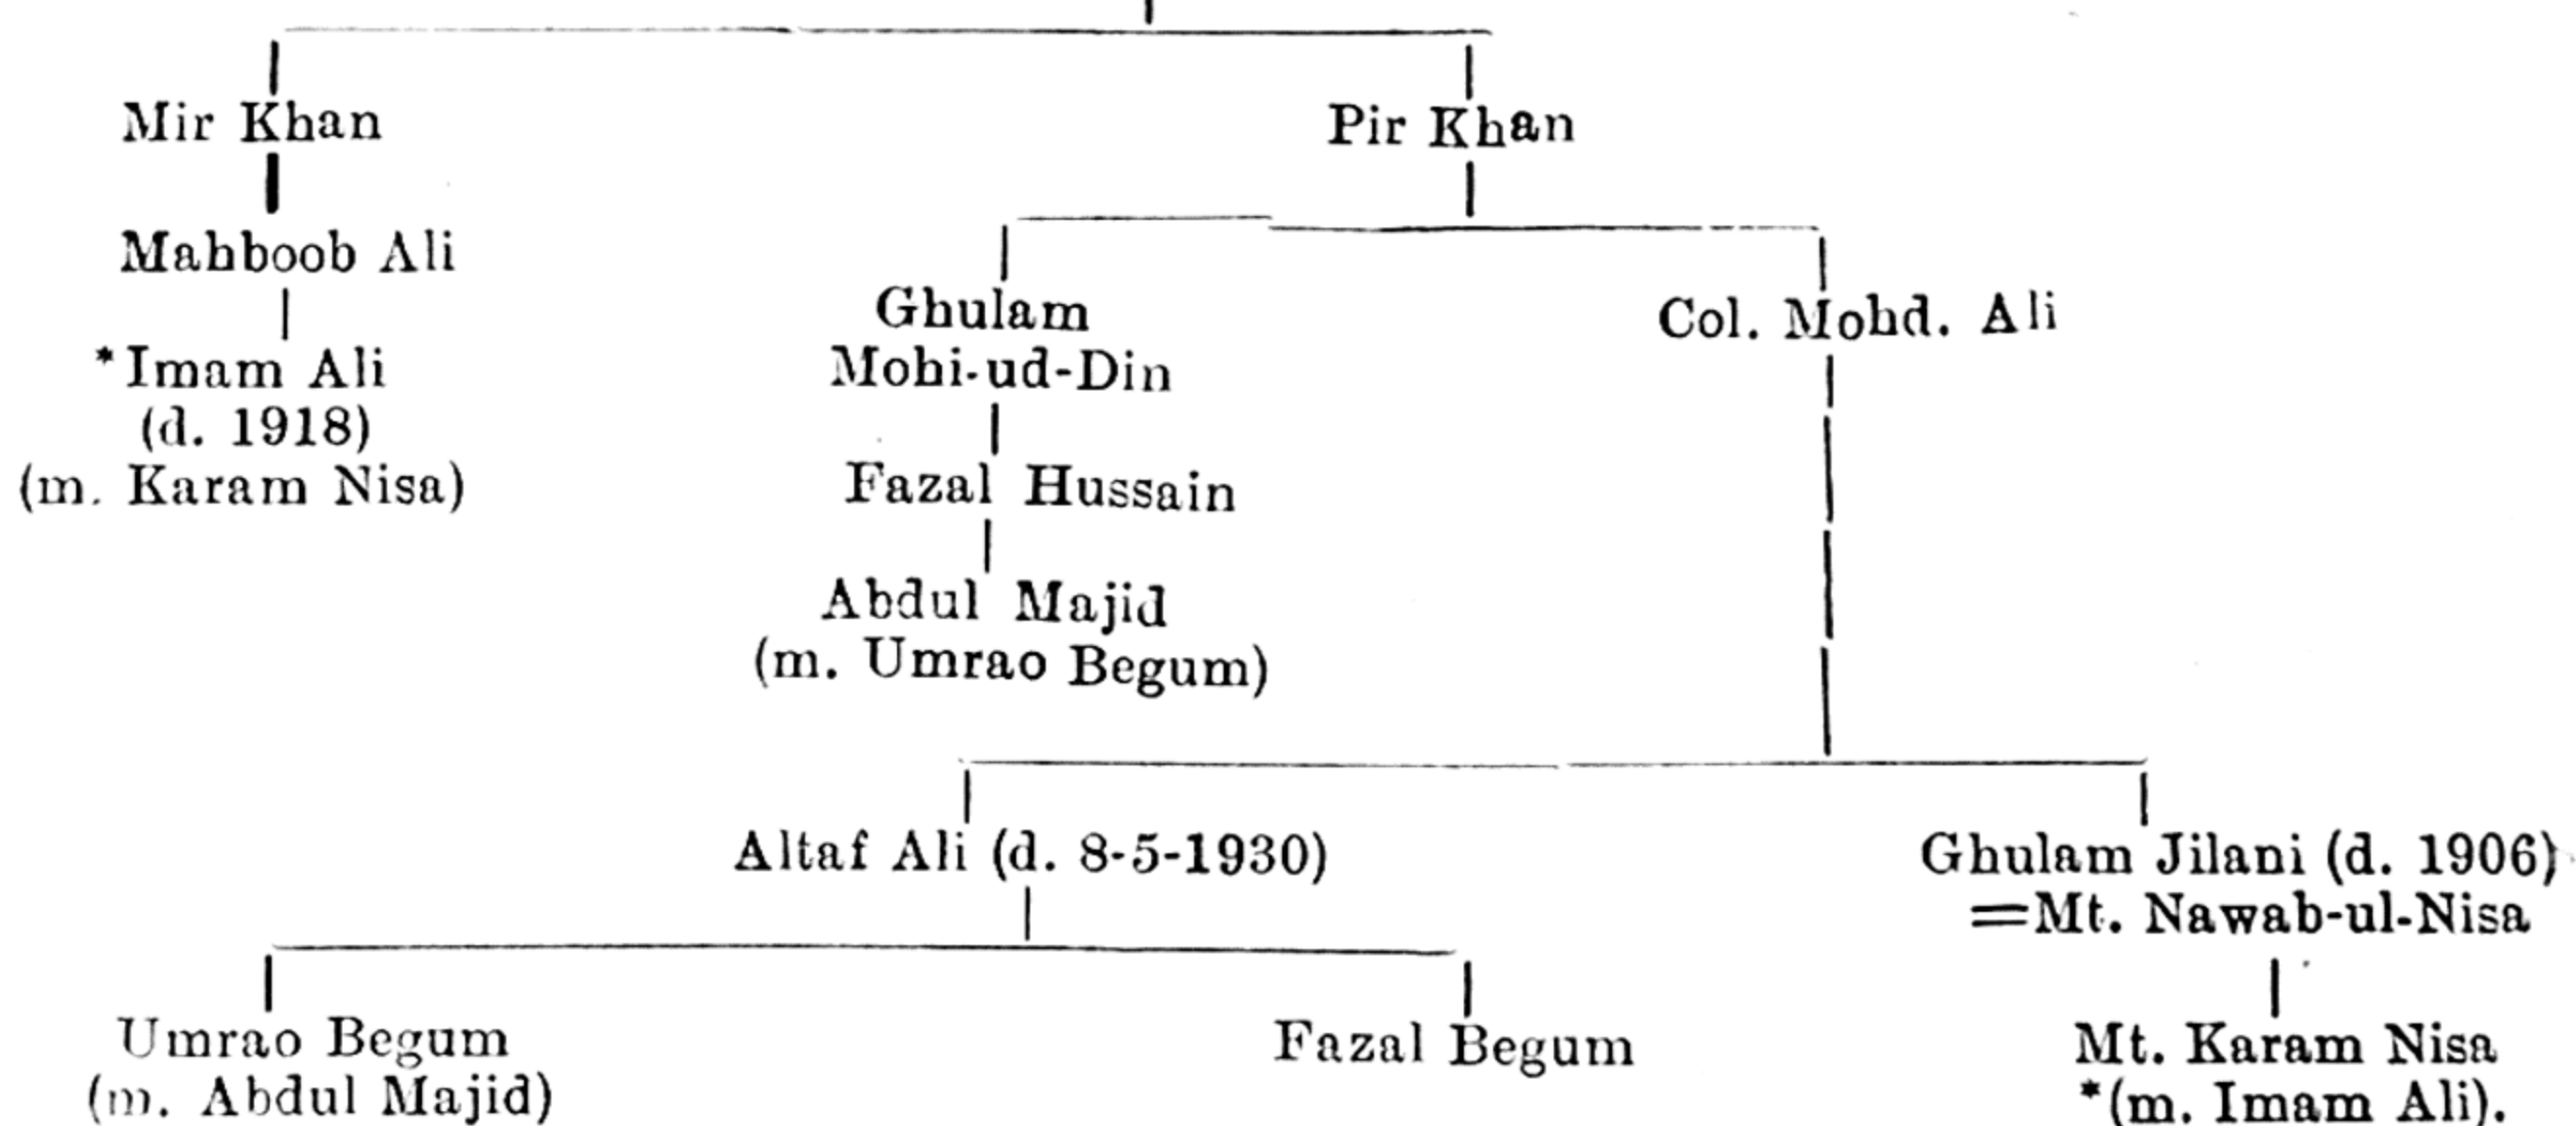 Mir Khan
Pir Khan
Mahboob Ali
Ghulam
Mohi-ud-Din
Col. Mohd. Ali
*Imam Ali
(d. 1918)
(m. Karam Nisa)
Fazal Hussain
Abdul Majid
(m. Umrao Begum)
Altaf Ali (d. 8-5-1930)
Ghulam Jilani (d. 1906)
=Mt. Nawab-ul-Nisa
Umrao Begum
(m. Abdul Majid)
Fazal Begum
Mt. Karam Nisa
*(m. Imam Ali).